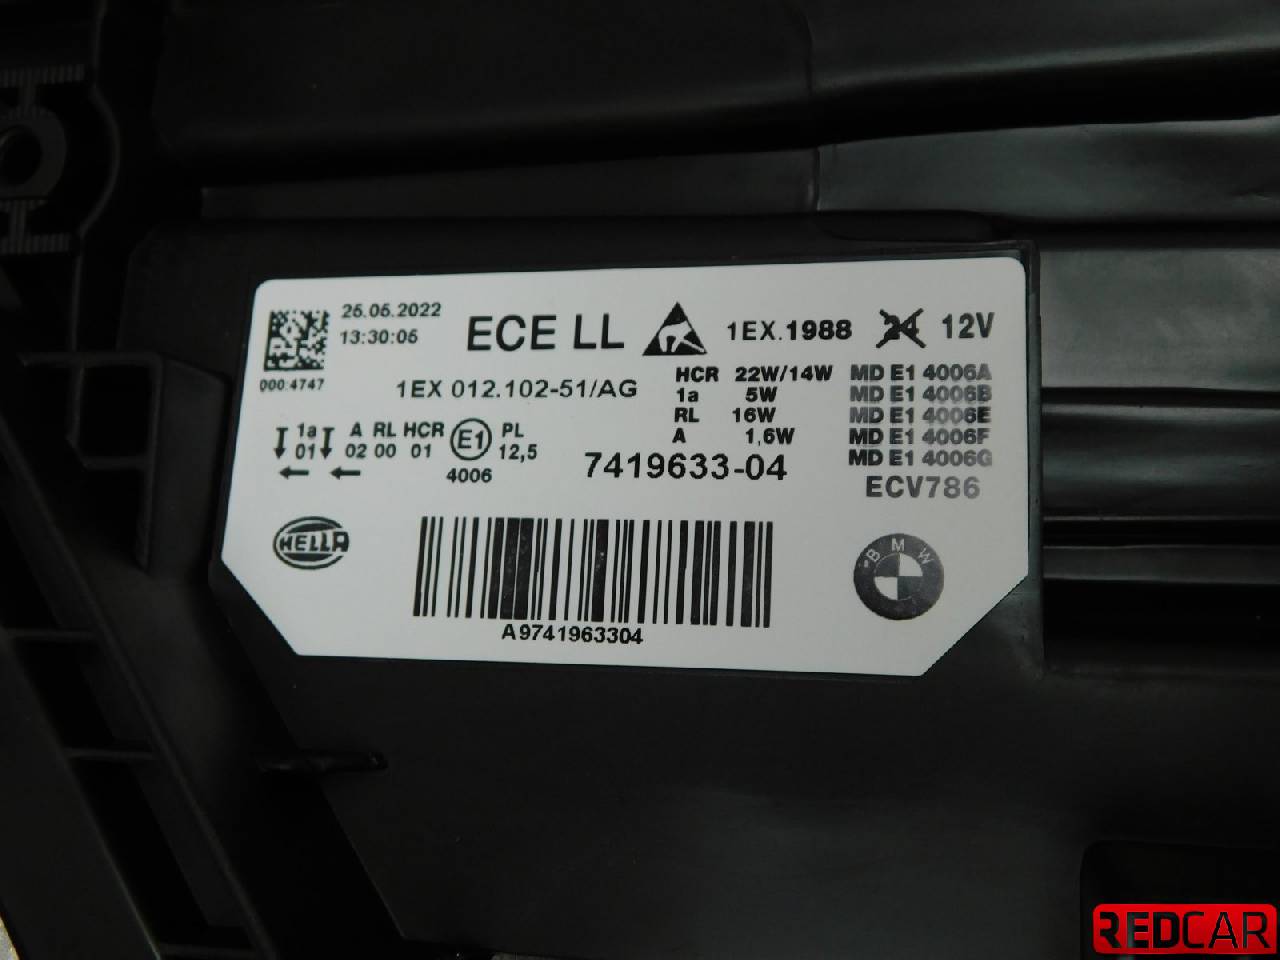 25.05.2022
13:30:05
000:4747
ECE LL
1EX.1988
24 12V
1EX 012.102-51/AG
HCR 22W/14W
1a 5W
RL 16W
A 1,6W
MD E1 4006A
MD E1 4006B
MD E1 4006E
MD E1 4006F
MD E1 4006G
1a A RL HCR E1 PL
01 02 00 01 12,5
4006
7419633-04
ECV786
HELLA
BMW
A9741963304
REDCAR